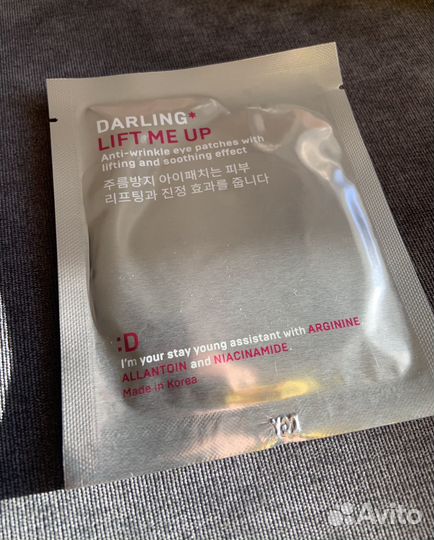 DARLING*
LIFT ME UP
Anti-wrinkle eye patches with
lifting and soothing effect
주름방지 아이패치는 피부
리프팅과 진정 효과를 줍니다
:D
I'm your stay young assistant with ARGININE,
ALLANTOIN and NIACINAMIDE.
Made in Korea
Avito